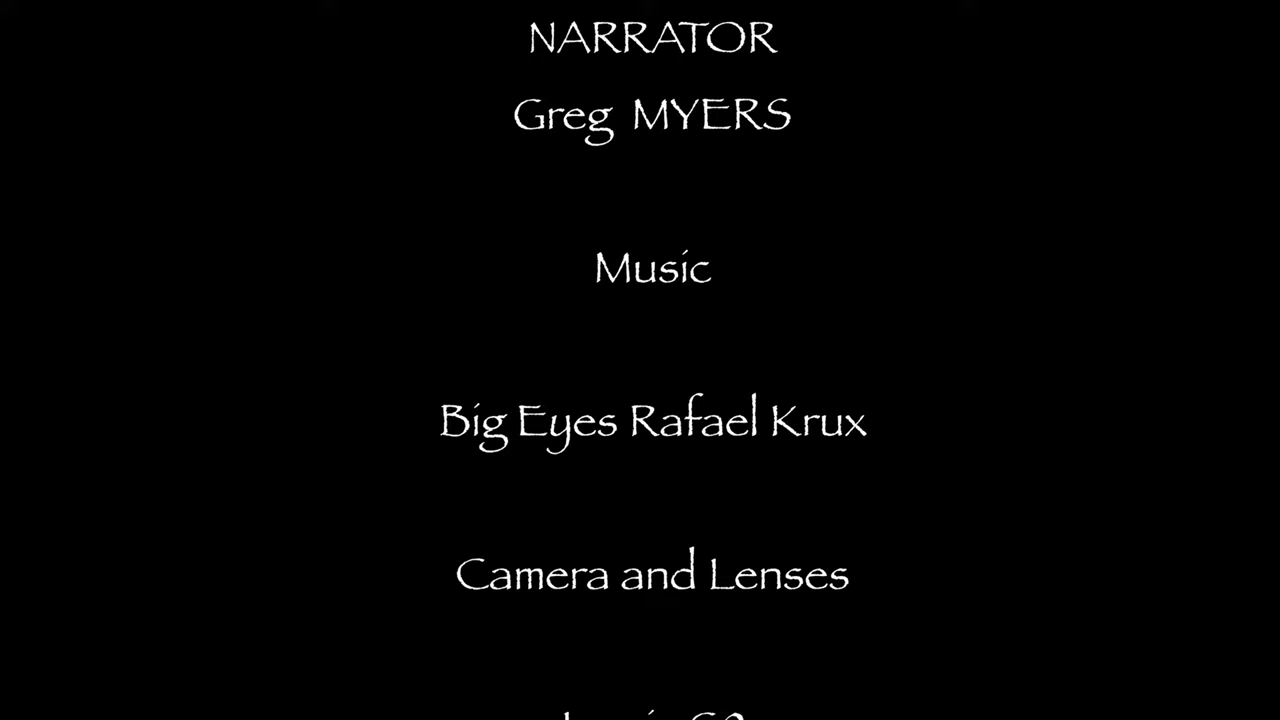 NARRATOR
Greg MYERS
Music
Big Eyes Rafael Krux
Camera and Lenses